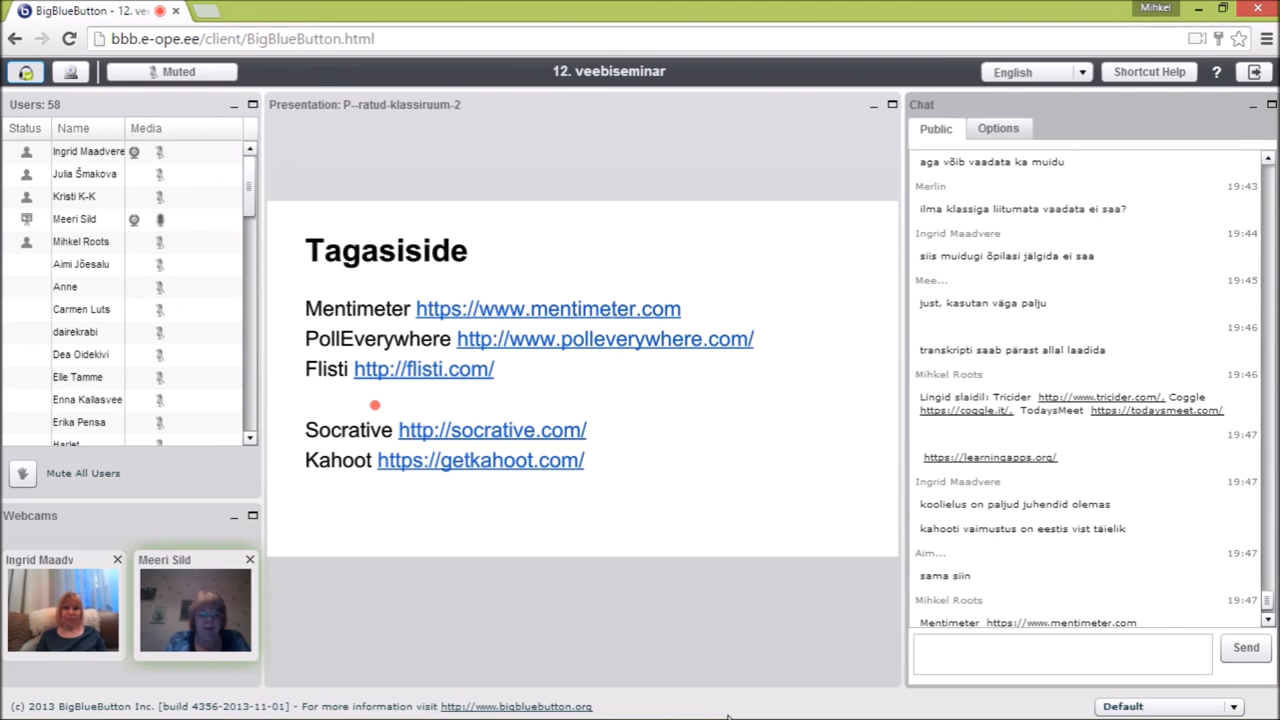 BigBlueButton - 12. vee
Mihkel
bbb.e-ope.ee/client/BigBlueButton.html
Muted
12. veebiseminar
English
Shortcut Help
?
Users: 58
Status Name Media
Ingrid Maadvere
Julia Šmakova
Kristi K-K
Meeri Sild
Mihkel Roots
Aimi Jõesalu
Anne
Carmen Luts
dairekrabi
Dea Oidekivi
Elle Tamme
Enna Kallasvee
Erika Pensa
Mute All Users
Webcams
Ingrid Maadv
Meeri Sild
Presentation: P--ratud-klassiruum-2
Tagasiside
Mentimeter https://www.mentimeter.com
PollEverywhere http://www.polleverywhere.com/
Flisti http://flisti.com/
Socrative http://socrative.com/
Kahoot https://getkahoot.com/
Chat
Public Options
aga võib vaadata ka muidu
Merlin 19:43
ilma klassiga liitumata vaadata ei saa?
Ingrid Maadvere 19:44
siis muidugi õpilasi jälgida ei saa
Mee... 19:45
just, kasutan väga palju
19:46
transkripti saab pärast allal laadida
Mihkel Roots 19:46
Lingid slaidil: Tricider http://www.tricider.com/, Coggle
https://coggle.it/, TodaysMeet https://todaysmeet.com/
19:47
https://learningapps.org/
Ingrid Maadvere 19:47
koolielus on paljud juhendid olemas
kahooti vaimustus on eestis vist täielik
Aim... 19:47
sama siin
Mihkel Roots 19:47
Mentimeter https://www.mentimeter.com
Send
(c) 2013 BigBlueButton Inc. [build 4356-2013-11-01] - For more information visit http://www.bigbluebutton.org
Default